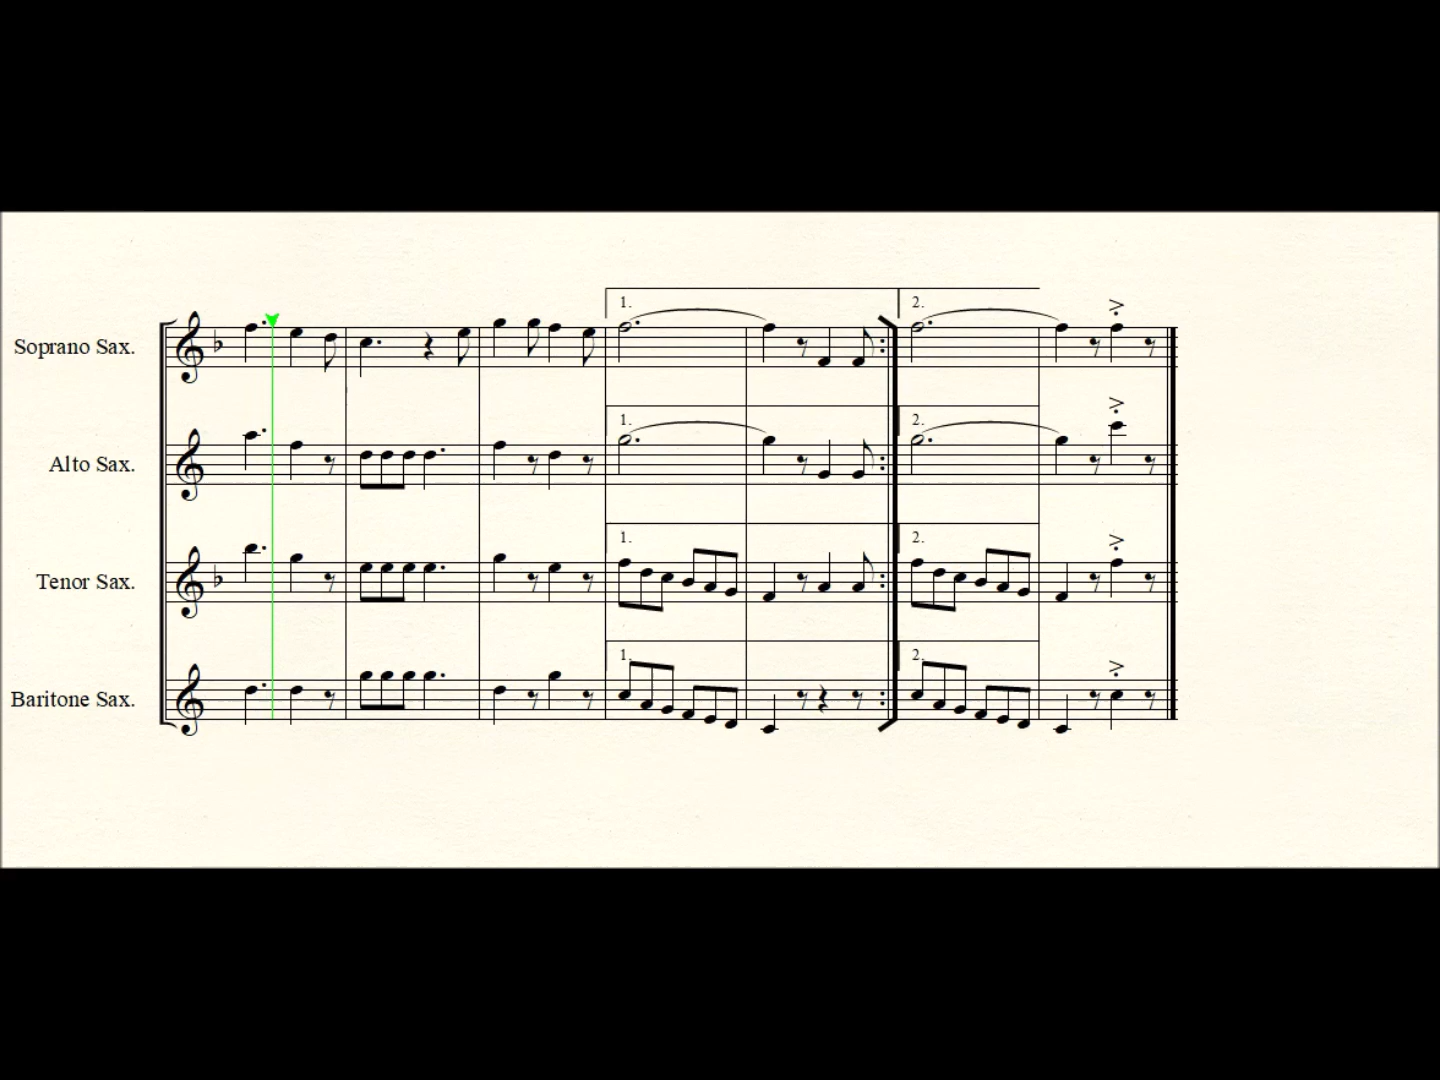 1. 2.
Soprano Sax.
1. 2.
Alto Sax.
1. 2.
Tenor Sax.
1. 2.
Baritone Sax.